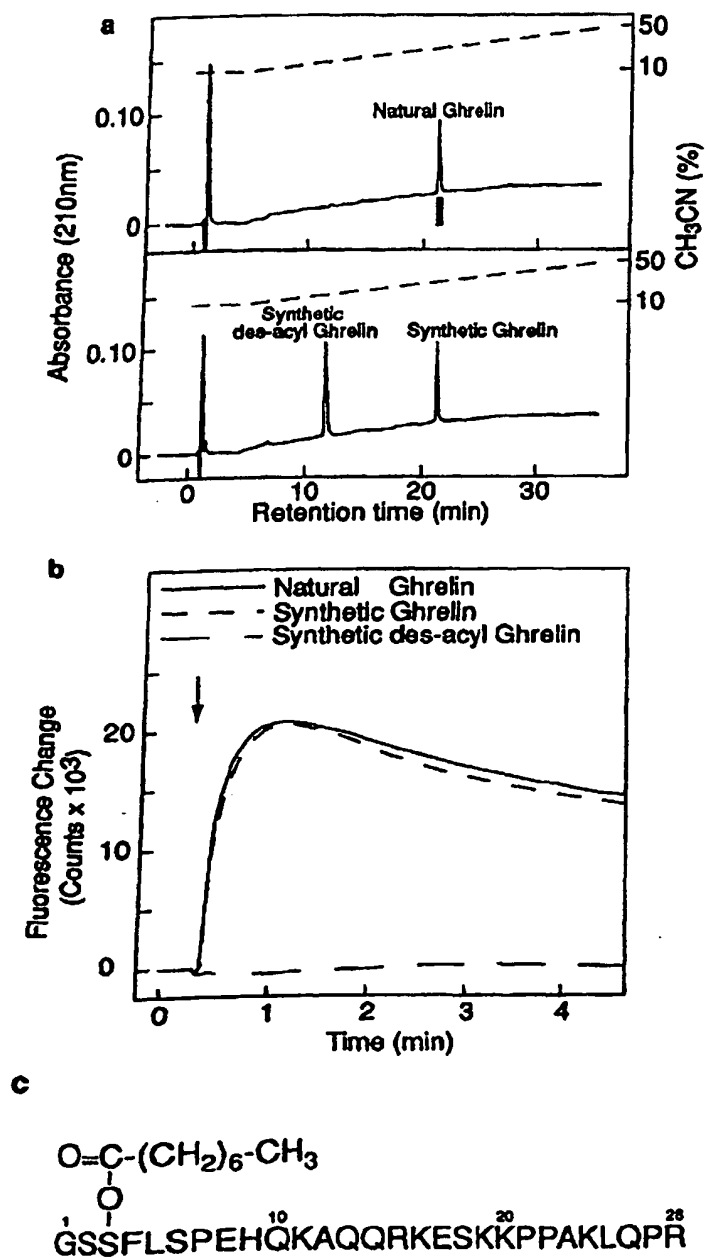 a
50
10
0.10
0
Natural Ghrelin
50
10
0.10
0
Synthetic
des-acyl Ghrelin
Synthetic Ghrelin
0 10 20 30
Retention time (min)
Absorbance (210nm)
CH₃CN (%)
b
Natural Ghrelin
Synthetic Ghrelin
Synthetic des-acyl Ghrelin
20
10
0
Fluorescence Change
(Counts x 10³)
0 1 2 3 4
Time (min)
c
O=C-(CH₂)₆-CH₃
O
1 10 20 28
GSSFLSPEHQKAQQRKESKKPPAKLQPR